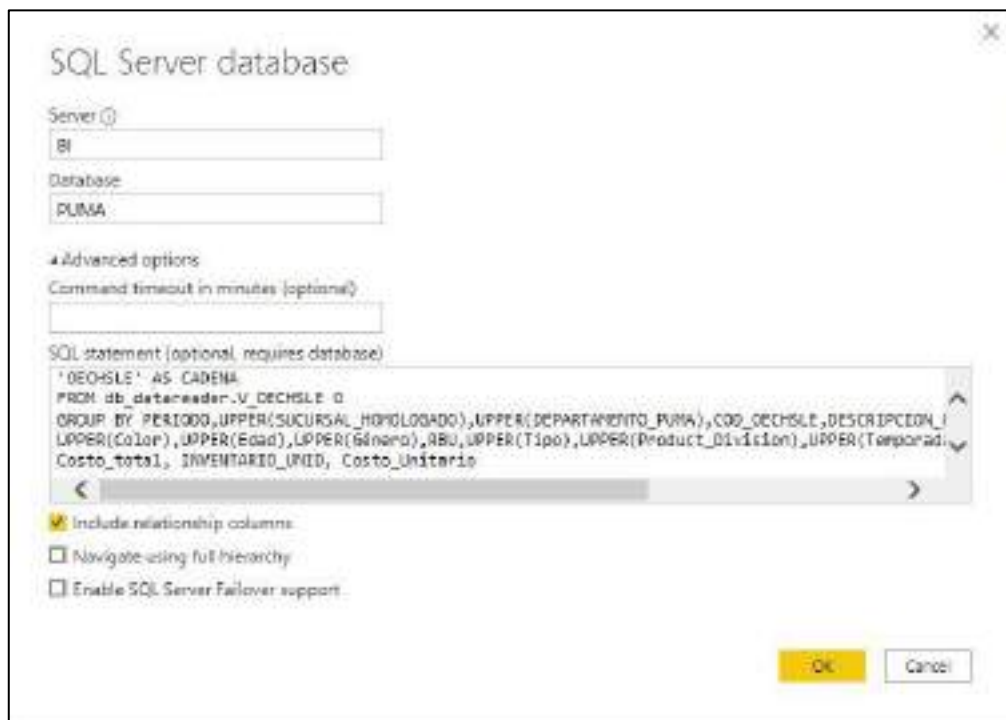 SQL Server database
Server
BI
Database
PUMA
Advanced options
Command timeout in minutes (optional)
SQL statement (optional, requires database)
'OECHSLE' AS CADENA
FROM db_datareader.V_OECHSLE O
GROUP BY PERIODO,UPPER(SUCURSAL_HOMOLOGADO),UPPER(DEPARTAMENTO_PUMA),COD_OECHSLE,DESCRIPCION_
UPPER(Color),UPPER(Edad),UPPER(Género),RBU,UPPER(Tipo),UPPER(Product_Division),UPPER(Temporada
Costo_total, INVENTARIO_UNID, Costo_Unitario
Include relationship columns
Navigate using full hierarchy
Enable SQL Server Failover support
OK
Cancel